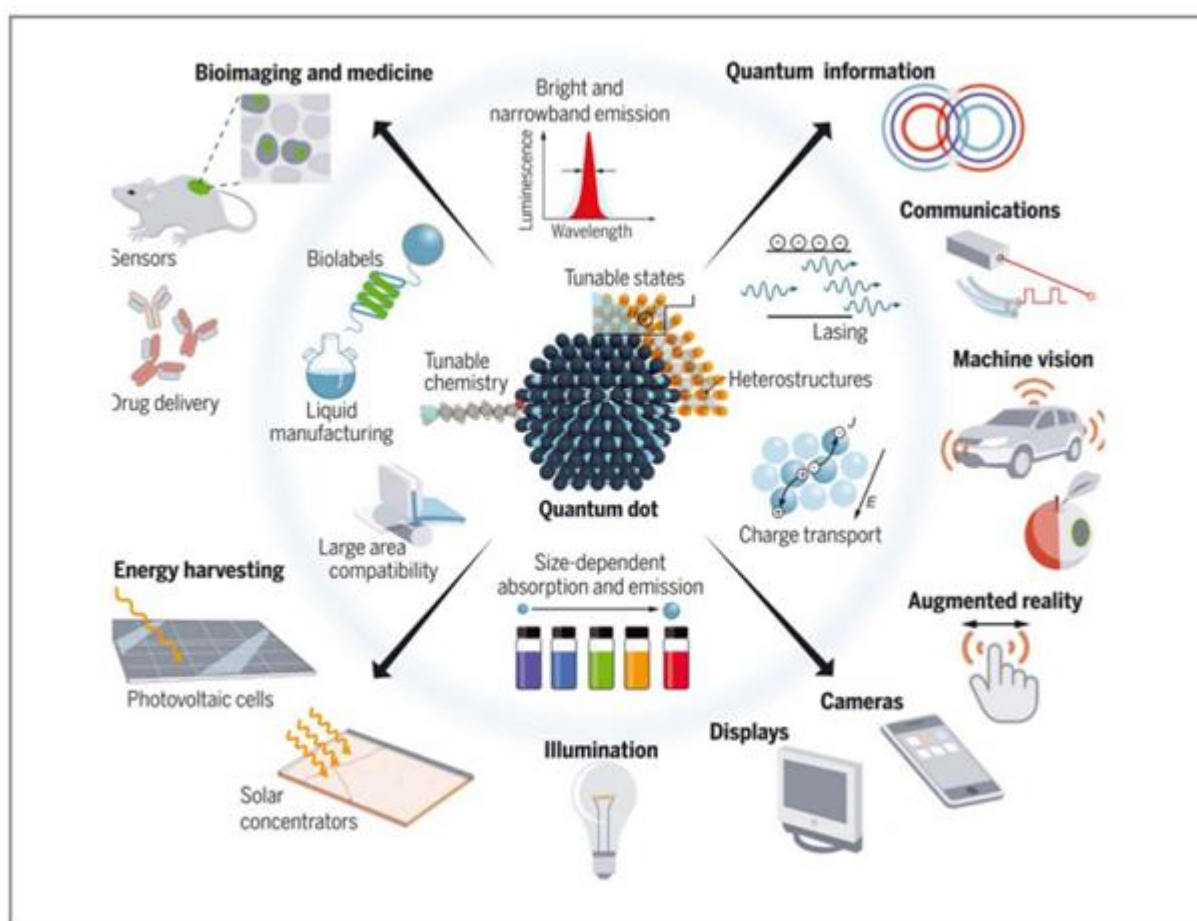 Bioimaging and medicine
Quantum information
Bright and
narrowband emission
Luminescence
Wavelength
Communications
Sensors
Biolabels
Tunable states
Lasing
Machine vision
Tunable
chemistry
Heterostructures
Drug delivery
Liquid
manufacturing
J
E
Quantum dot
Charge transport
Large area
compatibility
Energy harvesting
Size-dependent
absorption and emission
Augmented reality
Photovoltaic cells
Cameras
Displays
Illumination
Solar
concentrators